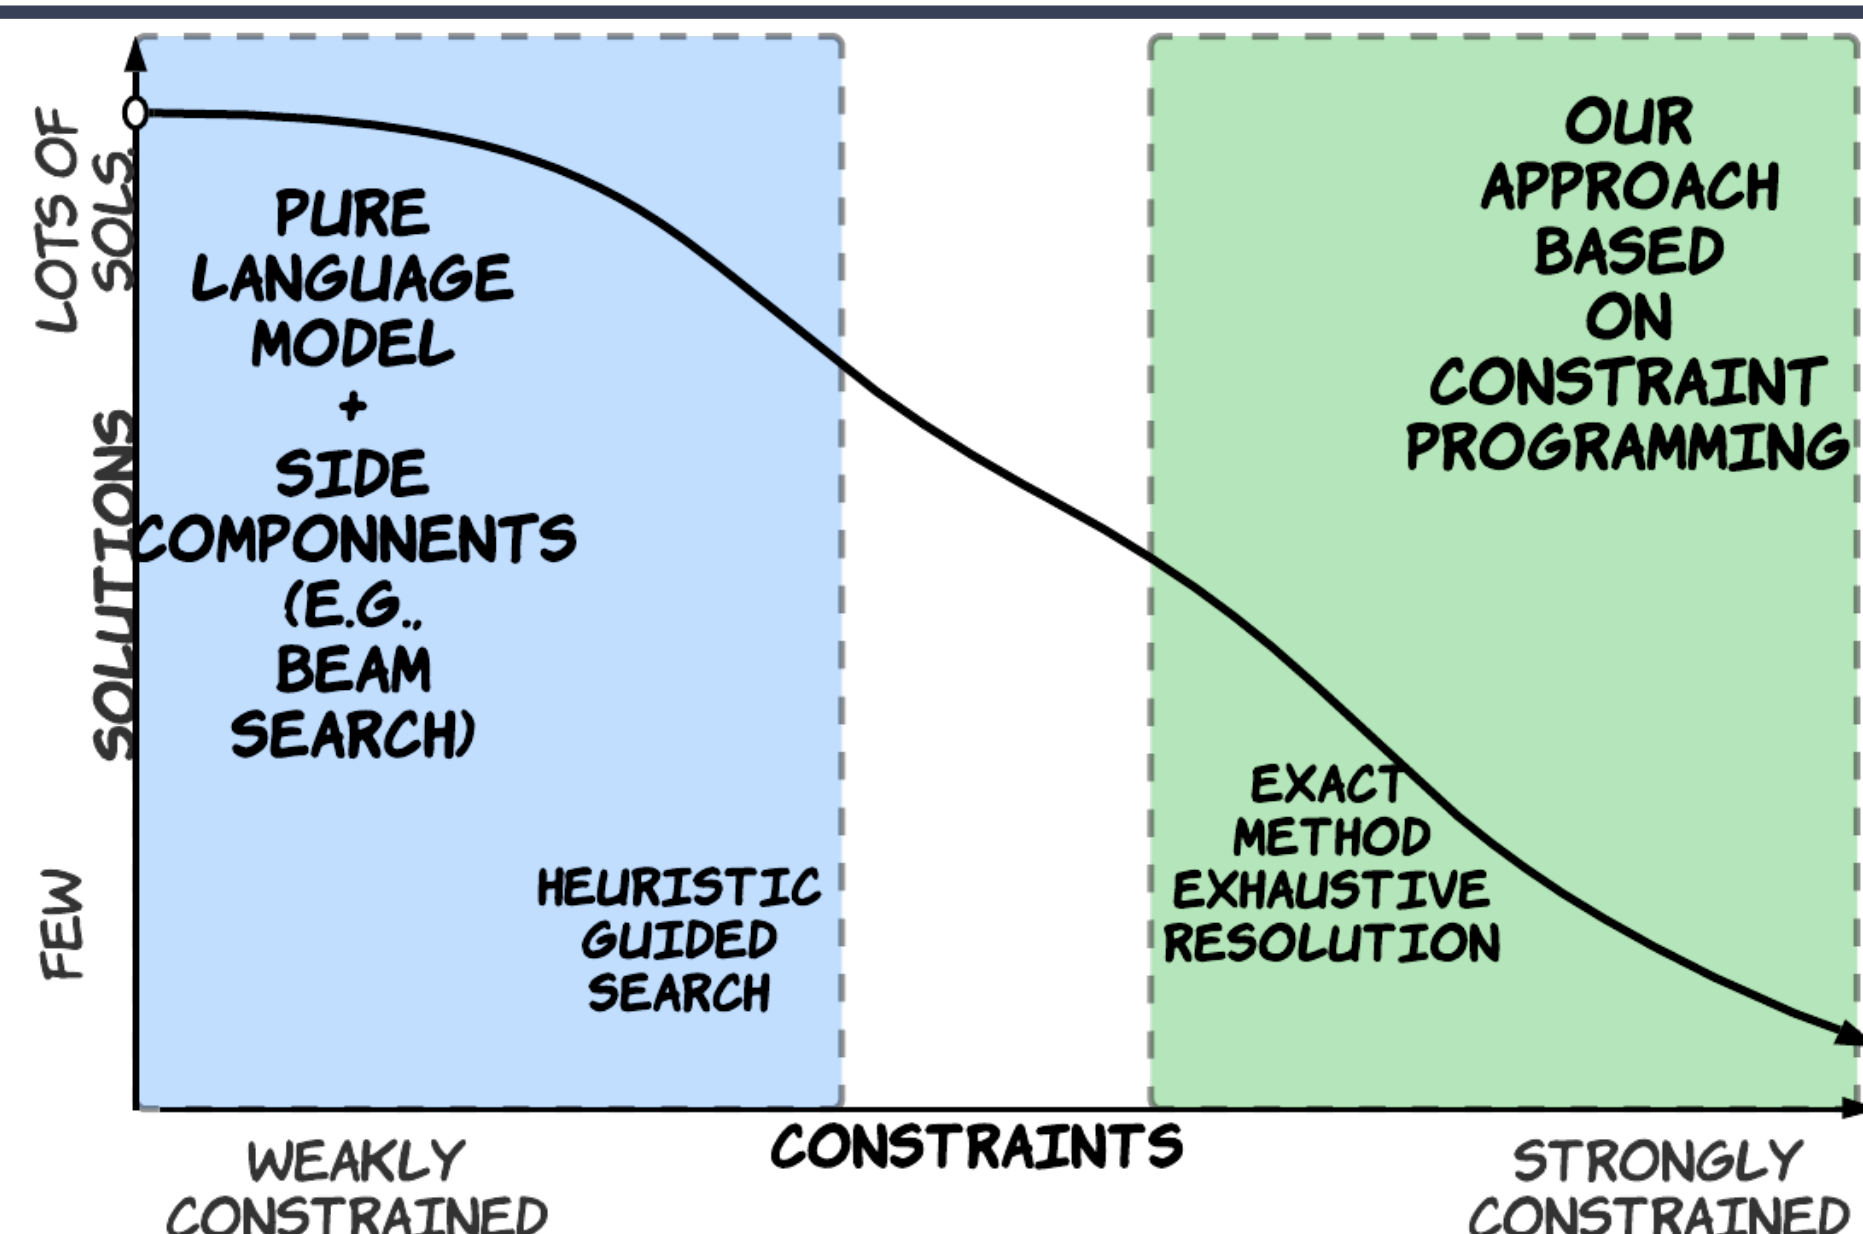 LOTS OF
SOLS.
SOLUTIONS
FEW
PURE
LANGUAGE
MODEL
+
SIDE
COMPONNENTS
(E.G.,
BEAM
SEARCH)
HEURISTIC
GUIDED
SEARCH
OUR
APPROACH
BASED
ON
CONSTRAINT
PROGRAMMING
EXACT
METHOD
EXHAUSTIVE
RESOLUTION
WEAKLY
CONSTRAINED
CONSTRAINTS
STRONGLY
CONSTRAINED